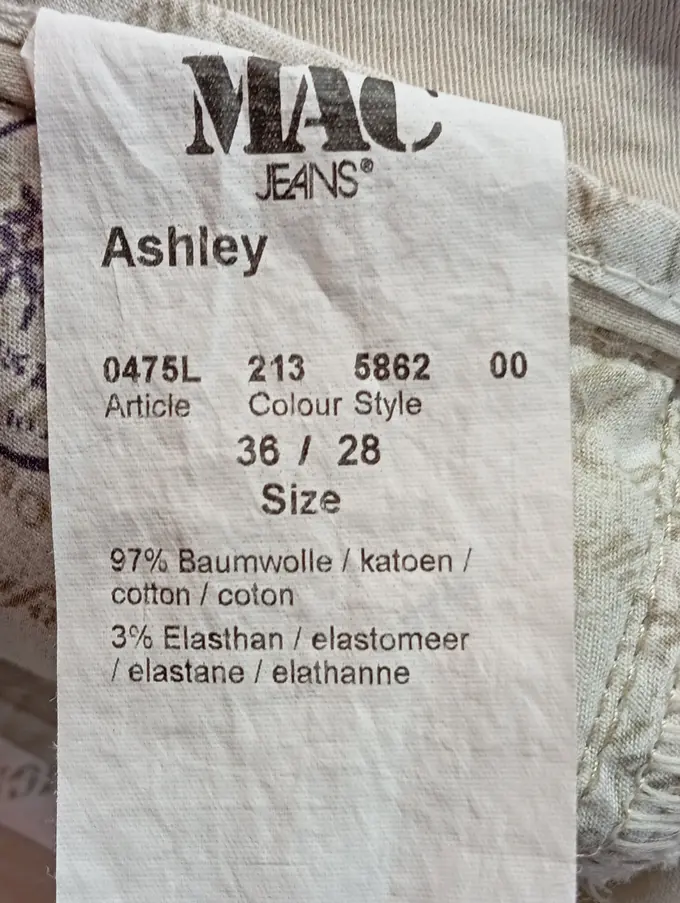 MAC
JEANS®
Ashley
0475L 213 5862 00
Article Colour Style
36 / 28
Size
97% Baumwolle / katoen /
cotton / coton
3% Elasthan / elastomeer
/ elastane / elathanne